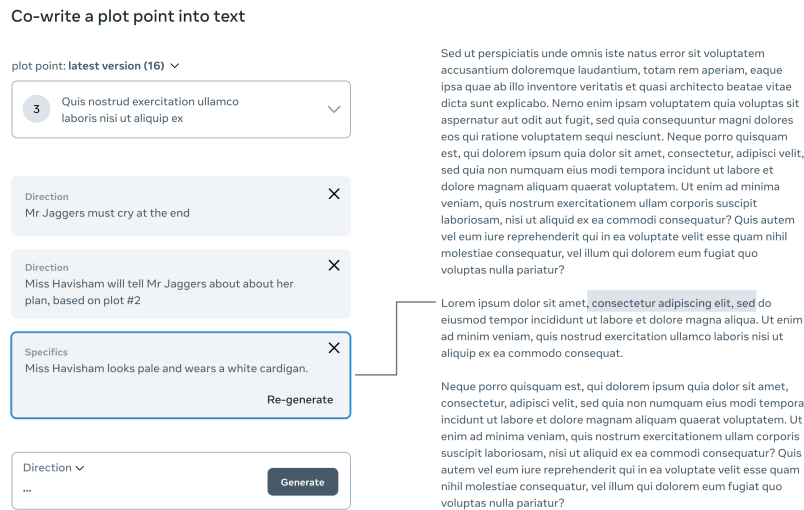 Co-write a plot point into text
plot point: latest version (16)
3
Quis nostrud exercitation ullamco
laboris nisi ut aliquip ex
Direction
Mr Jaggers must cry at the end
Direction
Miss Havisham will tell Mr Jaggers about about her
plan, based on plot #2
Specifics
Miss Havisham looks pale and wears a white cardigan.
Re-generate
Direction
...
Generate
Sed ut perspiciatis unde omnis iste natus error sit voluptatem
accusantium doloremque laudantium, totam rem aperiam, eaque
ipsa quae ab illo inventore veritatis et quasi architecto beatae vitae
dicta sunt explicabo. Nemo enim ipsam voluptatem quia voluptas sit
aspernatur aut odit aut fugit, sed quia consequuntur magni dolores
eos qui ratione voluptatem sequi nesciunt. Neque porro quisquam
est, qui dolorem ipsum quia dolor sit amet, consectetur, adipisci velit,
sed quia non numquam eius modi tempora incidunt ut labore et
dolore magnam aliquam quaerat voluptatem. Ut enim ad minima
veniam, quis nostrum exercitationem ullam corporis suscipit
laboriosam, nisi ut aliquid ex ea commodi consequatur? Quis autem
vel eum iure reprehenderit qui in ea voluptate velit esse quam nihil
molestiae consequatur, vel illum qui dolorem eum fugiat quo
voluptas nulla pariatur?
Lorem ipsum dolor sit amet, consectetur adipiscing elit, sed do
eiusmod tempor incididunt ut labore et dolore magna aliqua. Ut enim
ad minim veniam, quis nostrud exercitation ullamco laboris nisi ut
aliquip ex ea commodo consequat.
Neque porro quisquam est, qui dolorem ipsum quia dolor sit amet,
consectetur, adipisci velit, sed quia non numquam eius modi tempora
incidunt ut labore et dolore magnam aliquam quaerat voluptatem. Ut
enim ad minima veniam, quis nostrum exercitationem ullam corporis
suscipit laboriosam, nisi ut aliquid ex ea commodi consequatur? Quis
autem vel eum iure reprehenderit qui in ea voluptate velit esse quam
nihil molestiae consequatur, vel illum qui dolorem eum fugiat quo
voluptas nulla pariatur?